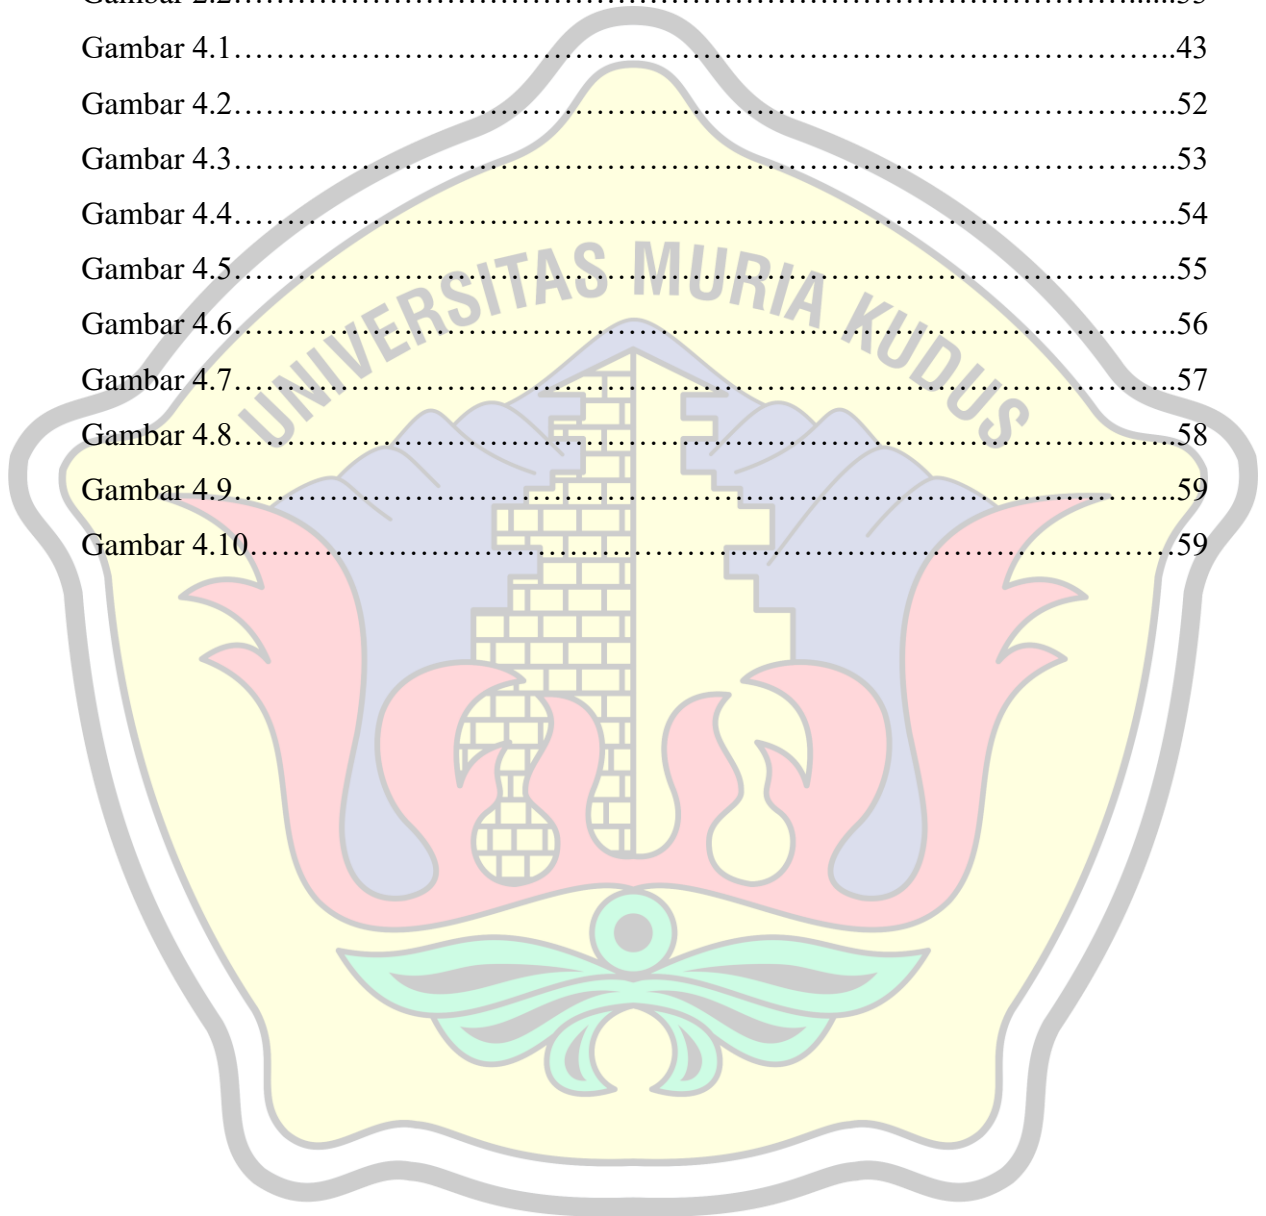 Gambar 4.1…………………………………………………………………………..43
Gambar 4.2…………………………………………………………………………..52
Gambar 4.3…………………………………………………………………………..53
Gambar 4.4…………………………………………………………………………..54
Gambar 4.5…………………………………………………………………………..55
Gambar 4.6…………………………………………………………………………..56
Gambar 4.7…………………………………………………………………………..57
Gambar 4.8…………………………………………………………………………..58
Gambar 4.9…………………………………………………………………………..59
Gambar 4.10…………………………………………………………………………59
UNIVERSITAS MURIA KUDUS